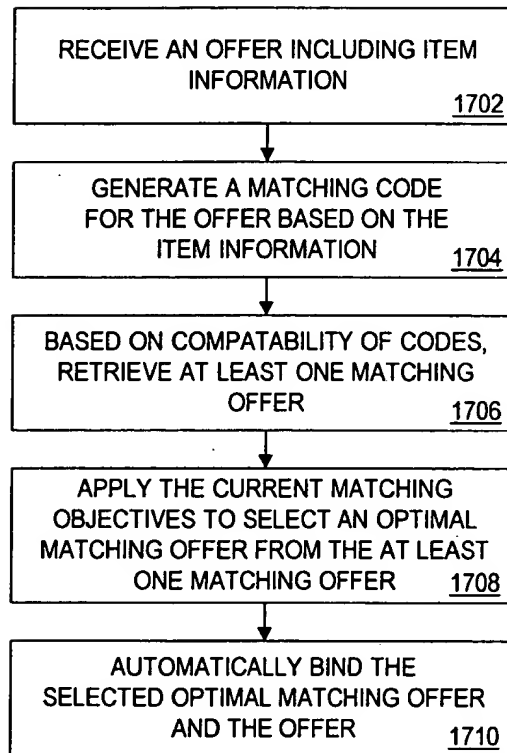 RECEIVE AN OFFER INCLUDING ITEM
INFORMATION
1702
GENERATE A MATCHING CODE
FOR THE OFFER BASED ON THE
ITEM INFORMATION
1704
BASED ON COMPATABILITY OF CODES,
RETRIEVE AT LEAST ONE MATCHING
OFFER
1706
APPLY THE CURRENT MATCHING
OBJECTIVES TO SELECT AN OPTIMAL
MATCHING OFFER FROM THE AT LEAST
ONE MATCHING OFFER
1708
AUTOMATICALLY BIND THE
SELECTED OPTIMAL MATCHING OFFER
AND THE OFFER
1710